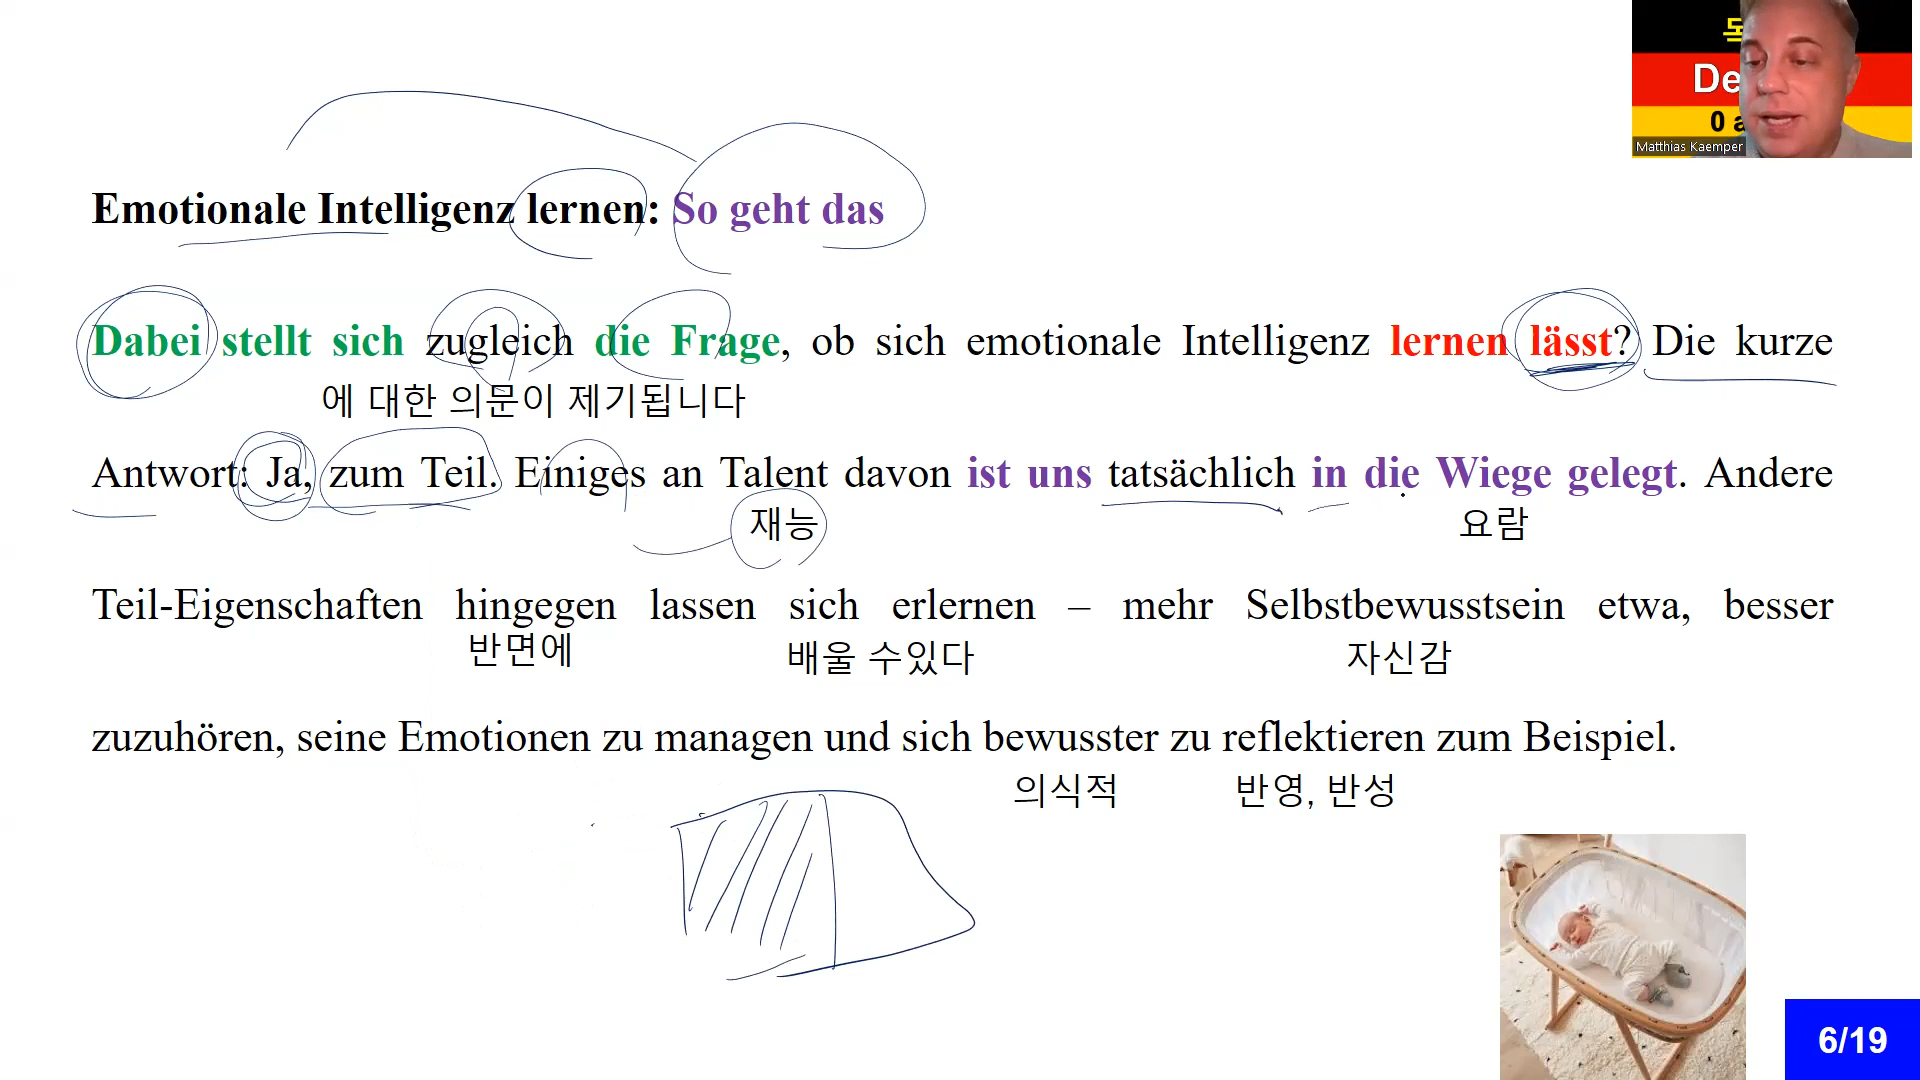 Matthias Kaemper
Emotionale Intelligenz lernen: So geht das
Dabei stellt sich zugleich die Frage, ob sich emotionale Intelligenz lernen lässt? Die kurze
에 대한 의문이 제기됩니다
Antwort: Ja, zum Teil. Einiges an Talent davon ist uns tatsächlich in die Wiege gelegt. Andere
재능 요람
Teil-Eigenschaften hingegen lassen sich erlernen – mehr Selbstbewusstsein etwa, besser
반면에 배울 수있다 자신감
zuzuhören, seine Emotionen zu managen und sich bewusster zu reflektieren zum Beispiel.
의식적 반영, 반성
6/19